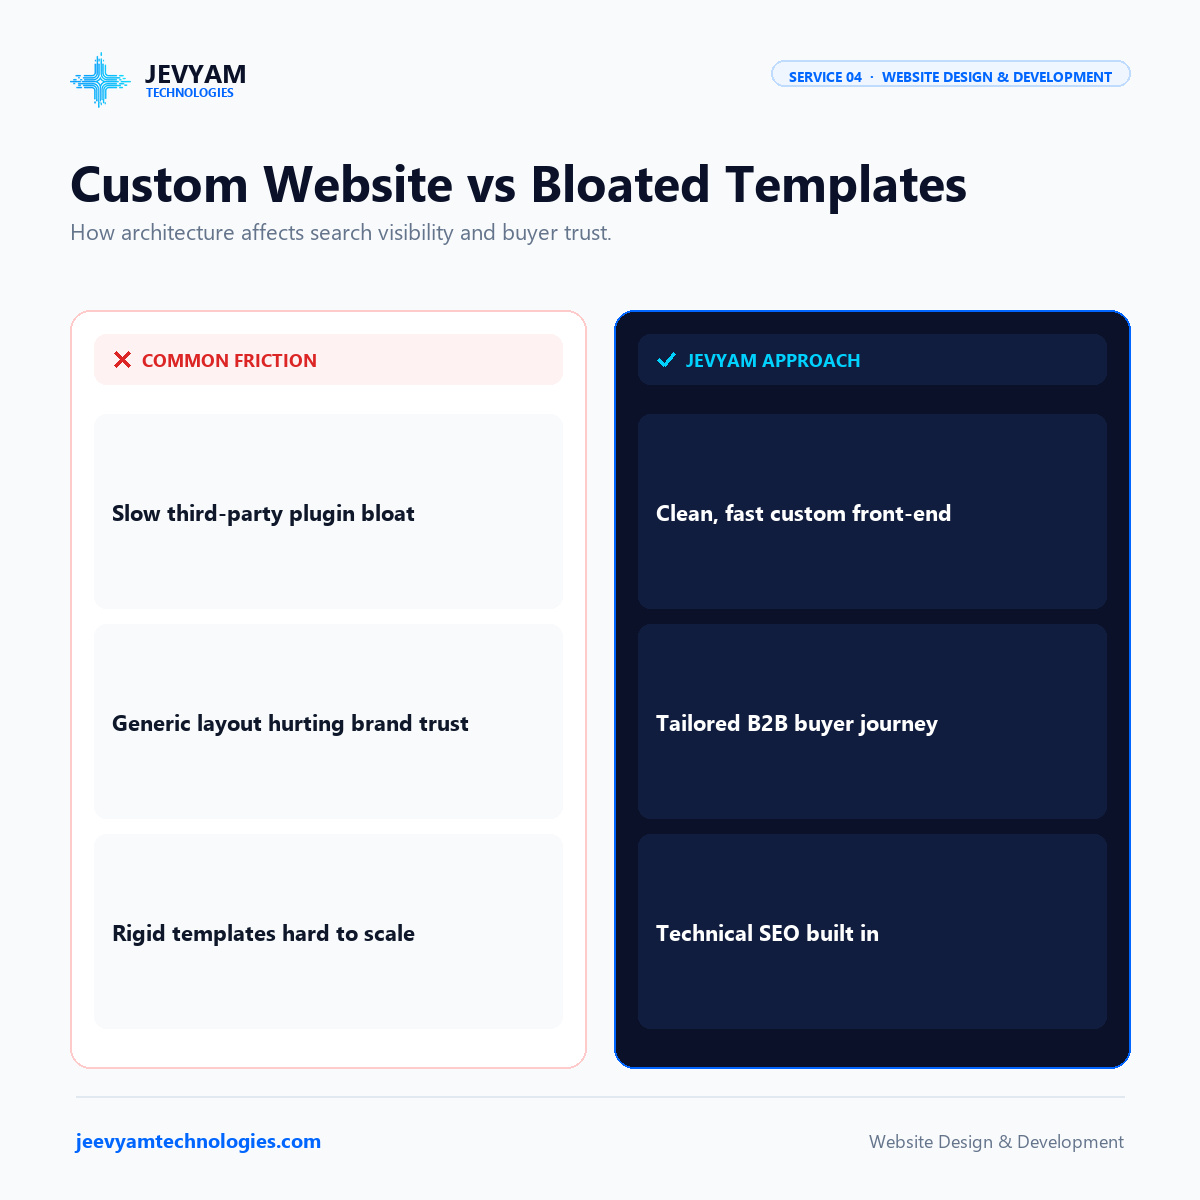 JEVYAM
TECHNOLOGIES
SERVICE 04 · WEBSITE DESIGN & DEVELOPMENT
Custom Website vs Bloated Templates
How architecture affects search visibility and buyer trust.
COMMON FRICTION
Slow third-party plugin bloat
Generic layout hurting brand trust
Rigid templates hard to scale
JEVYAM APPROACH
Clean, fast custom front-end
Tailored B2B buyer journey
Technical SEO built in
jeevyamtechnologies.com
Website Design & Development